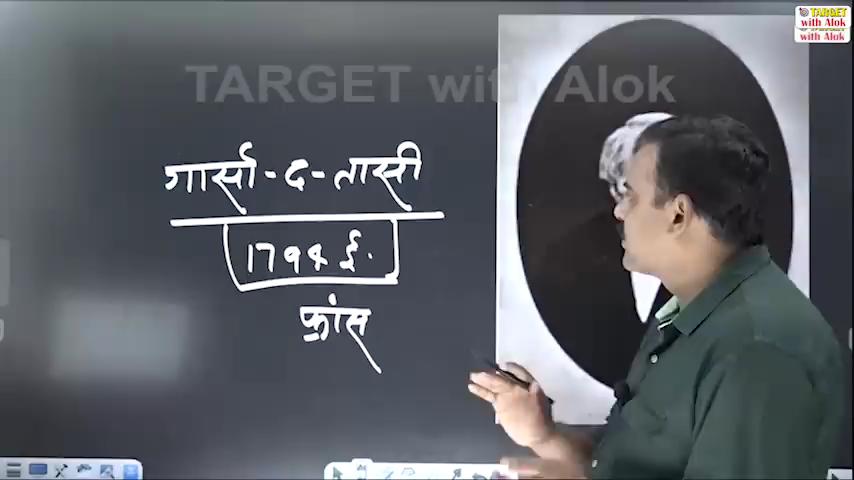 TARGET
with Alok
with Alok
TARGET with Alok
गार्सा-द-तासी
1794 ई.
फ्रांस